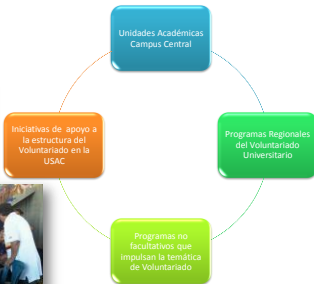 Unidades Académicas
Campus Central
Iniciativas de apoyo a
la estructura del
Voluntariado en la
USAC
Programas Regionales
del Voluntariado
Universitario
Programas no
facultativos que
impulsan la temática
de Voluntariado